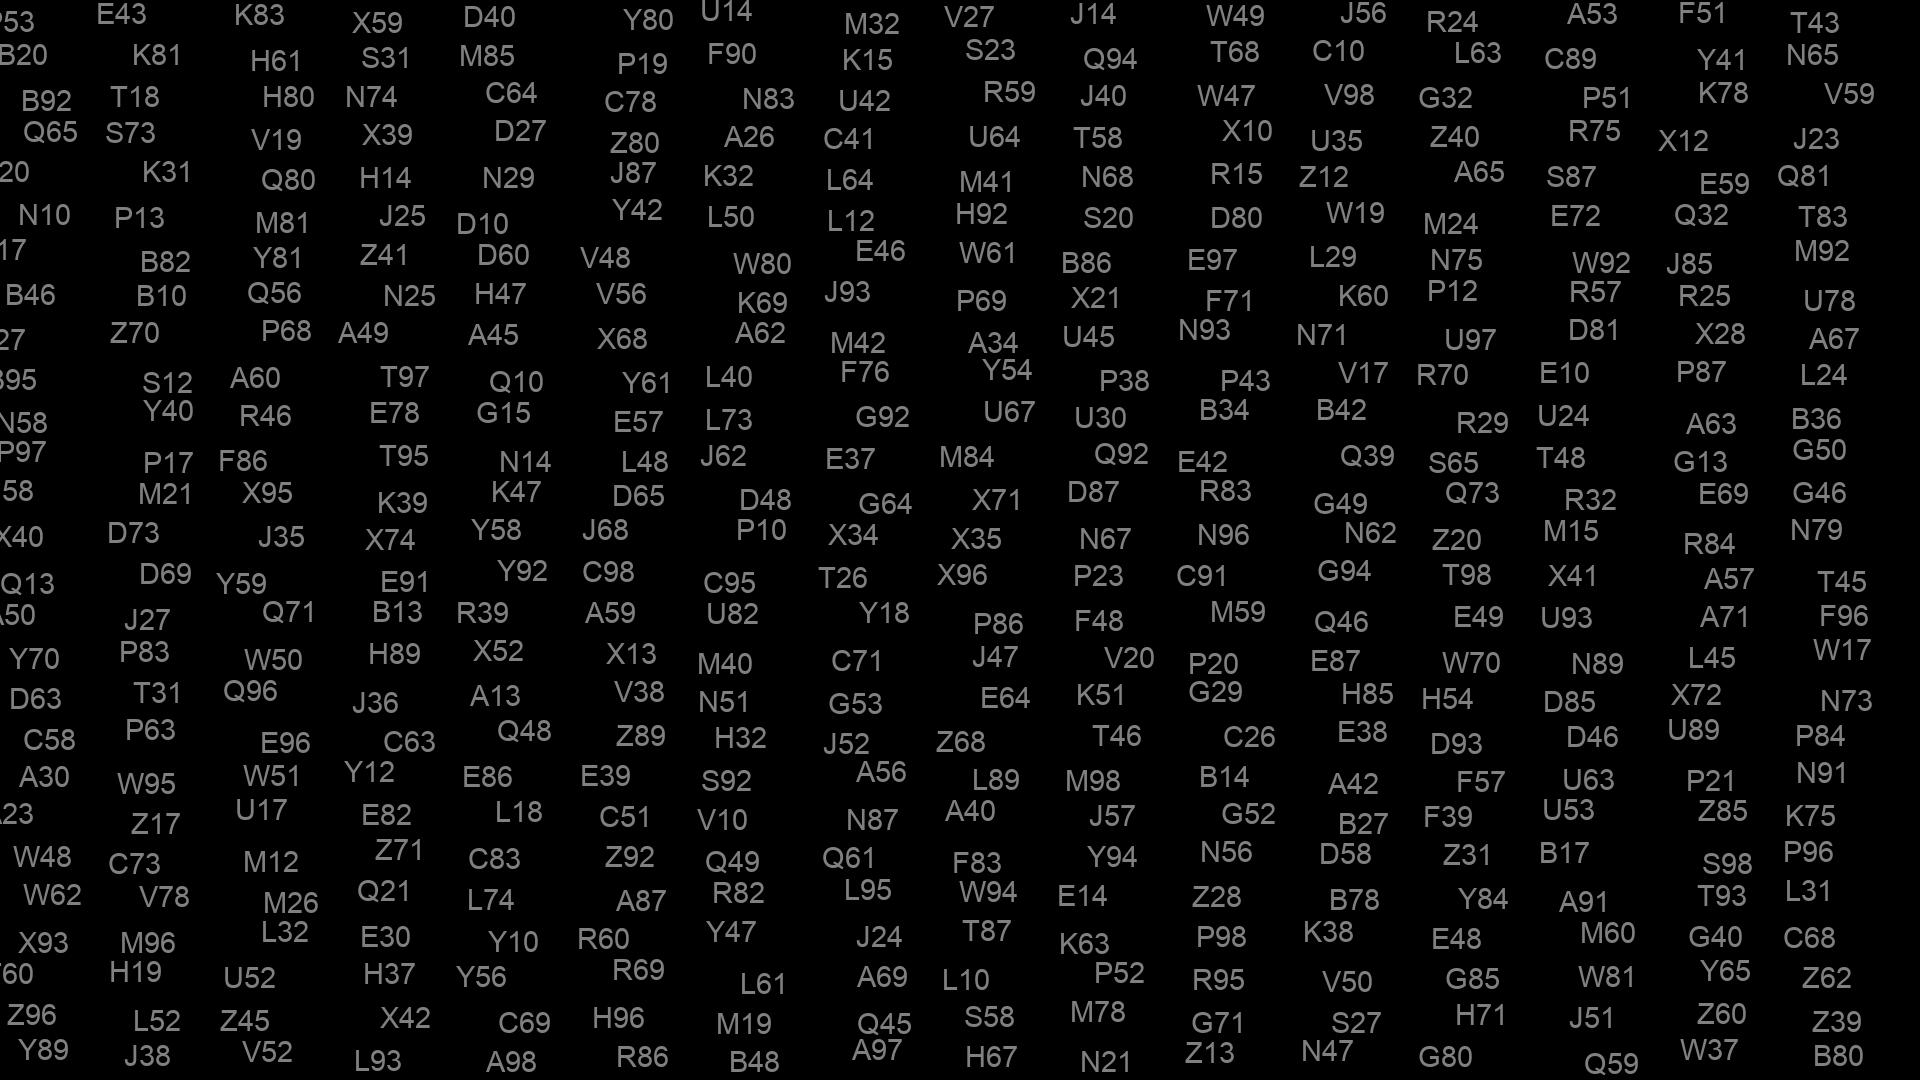 P53 E43 K83 X59 D40 Y80 U14 M32 V27 J14 W49 J56 R24 A53 F51 T43
B20 K81 H61 S31 M85 P19 F90 K15 S23 Q94 T68 C10 L63 C89 Y41 N65
B92 T18 H80 N74 C64 C78 N83 U42 R59 J40 W47 V98 G32 P51 K78 V59
Q65 S73 V19 X39 D27 Z80 A26 C41 U64 T58 X10 U35 Z40 R75 X12 J23
20 K31 Q80 H14 N29 J87 K32 L64 M41 N68 R15 Z12 A65 S87 E59 Q81
N10 P13 M81 J25 D10 Y42 L50 L12 H92 S20 D80 W19 M24 E72 Q32 T83
17 B82 Y81 Z41 D60 V48 W80 E46 W61 B86 E97 L29 N75 W92 J85 M92
B46 B10 Q56 N25 H47 V56 K69 J93 P69 X21 F71 K60 P12 R57 R25 U78
27 Z70 P68 A49 A45 X68 A62 M42 A34 U45 N93 N71 U97 D81 X28 A67
95 S12 A60 T97 Q10 Y61 L40 F76 Y54 P38 P43 V17 R70 E10 P87 L24
N58 Y40 R46 E78 G15 E57 L73 G92 U67 U30 B34 B42 R29 U24 A63 B36
P97 P17 F86 T95 N14 L48 J62 E37 M84 Q92 E42 Q39 S65 T48 G13 G50
58 M21 X95 K39 K47 D65 D48 G64 X71 D87 R83 G49 Q73 R32 E69 G46
X40 D73 J35 X74 Y58 J68 P10 X34 X35 N67 N96 N62 Z20 M15 R84 N79
Q13 D69 Y59 E91 Y92 C98 C95 T26 X96 P23 C91 G94 T98 X41 A57 T45
A50 J27 Q71 B13 R39 A59 U82 Y18 P86 F48 M59 Q46 E49 U93 A71 F96
Y70 P83 W50 H89 X52 X13 M40 C71 J47 V20 P20 E87 W70 N89 L45 W17
D63 T31 Q96 J36 A13 V38 N51 G53 E64 K51 G29 H85 H54 D85 X72 N73
C58 P63 E96 C63 Q48 Z89 H32 J52 Z68 T46 C26 E38 D93 D46 U89 P84
A30 W95 W51 Y12 E86 E39 S92 A56 L89 M98 B14 A42 F57 U63 P21 N91
23 Z17 U17 E82 L18 C51 V10 N87 A40 J57 G52 B27 F39 U53 Z85 K75
W48 C73 M12 Z71 C83 Z92 Q49 Q61 F83 Y94 N56 D58 Z31 B17 S98 P96
W62 V78 M26 Q21 L74 A87 R82 L95 W94 E14 Z28 B78 Y84 A91 T93 L31
X93 M96 L32 E30 Y10 R60 Y47 J24 T87 K63 P98 K38 E48 M60 G40 C68
60 H19 U52 H37 Y56 R69 L61 A69 L10 P52 R95 V50 G85 W81 Y65 Z62
Z96 L52 Z45 X42 C69 H96 M19 Q45 S58 M78 G71 S27 H71 J51 Z60 Z39
Y89 J38 V52 L93 A98 R86 B48 A97 H67 N21 Z13 N47 G80 Q59 W37 B80